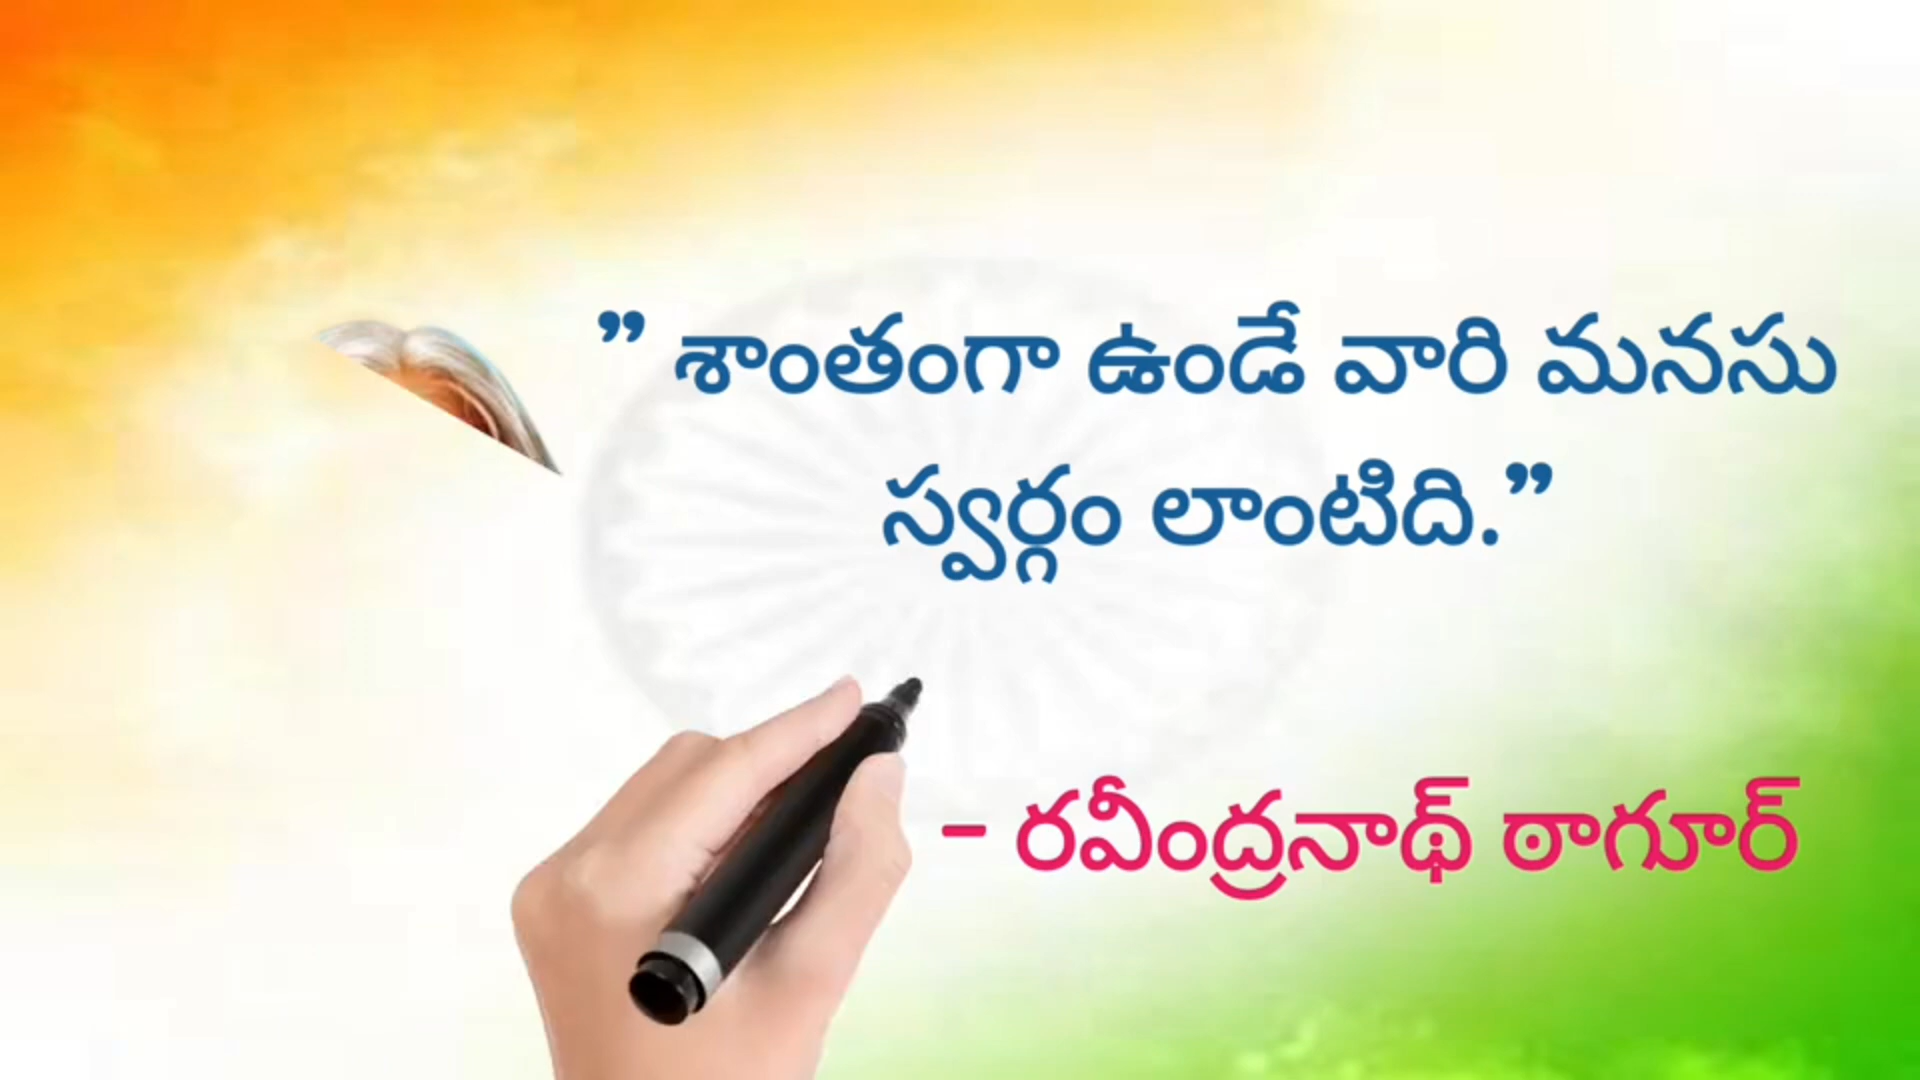 ” శాంతంగా ఉండే వారి మనసు
స్వర్గం లాంటిది.”
- రవీంద్రనాథ్ ఠాగూర్